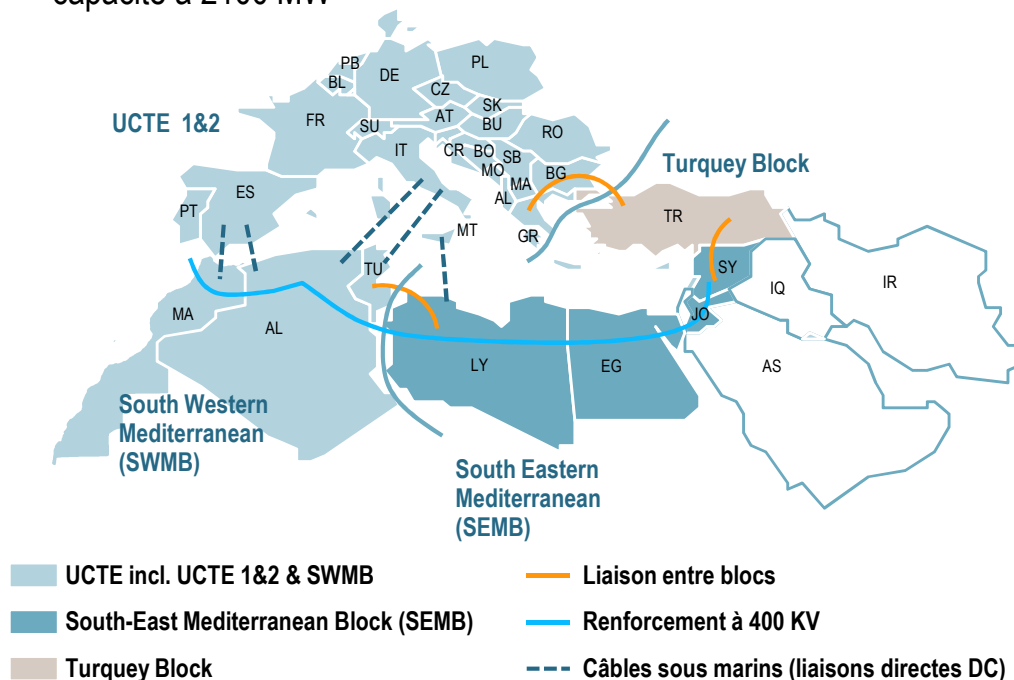 capacité à 2100 MW
PB
BL
DE
PL
CZ
SK
AT
BU
UCTE 1&2
FR
SU
RO
IT
CR
BO
SB
MO
MA
BG
AL
Turquey Block
ES
PT
GR
TR
MT
TU
SY
IQ
IR
JO
MA
AL
LY
EG
AS
South Western
Mediterranean
(SWMB)
South Eastern
Mediterranean
(SEMB)
UCTE incl. UCTE 1&2 & SWMB
South-East Mediterranean Block (SEMB)
Turquey Block
Liaison entre blocs
Renforcement à 400 KV
Câbles sous marins (liaisons directes DC)